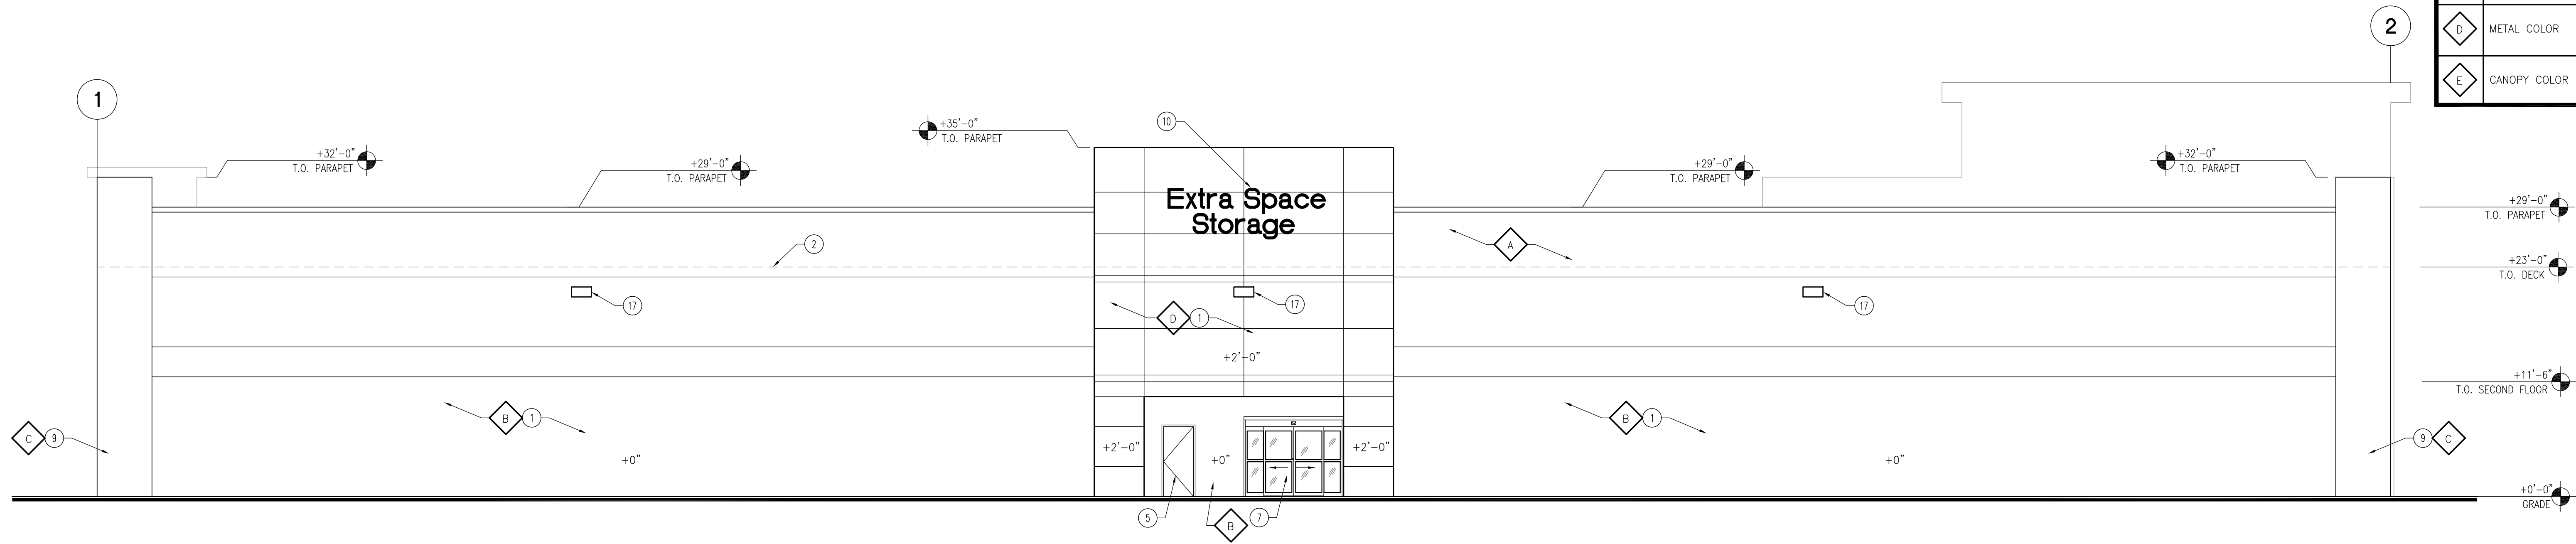 1
2
D METAL COLOR
E CANOPY COLOR
+32'-0"
T.O. PARAPET
+29'-0"
T.O. PARAPET
+35'-0"
T.O. PARAPET
10
+29'-0"
T.O. PARAPET
+32'-0"
T.O. PARAPET
Extra Space
Storage
+29'-0"
T.O. PARAPET
2
A
+23'-0"
T.O. DECK
17
17
17
D 1
+2'-0"
+11'-6"
T.O. SECOND FLOOR
B 1
B 1
C 9
9 C
+2'-0"
+0"
+2'-0"
+0"
+0"
+0'-0"
GRADE
5
B
7